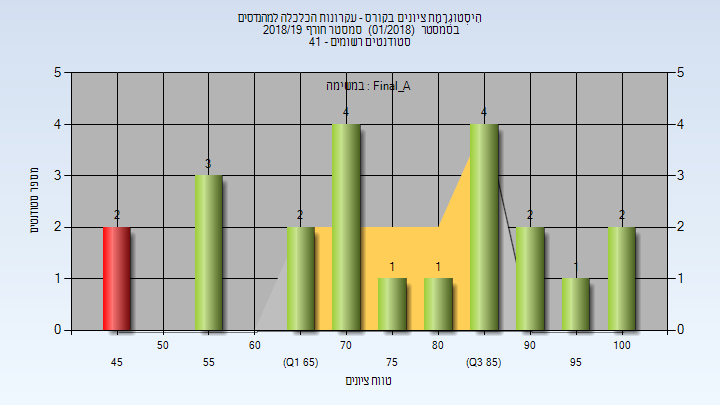 היסטוגרמת ציונים בקורס - עקרונות הכלכלה למהנדסים
בסמסטר (01/2018) סמסטר חורף 2018/19
סטודנטים רשומים - 41
במשימה : Final_A
מספר סטודנטים
5 5
4 4
3 3
2 2
1 1
0 0
2 3 2 4 1 1 4 2 1 2
50 60 70 80 90 100
45 55 (Q1 65) 75 (Q3 85) 95
טווח ציונים